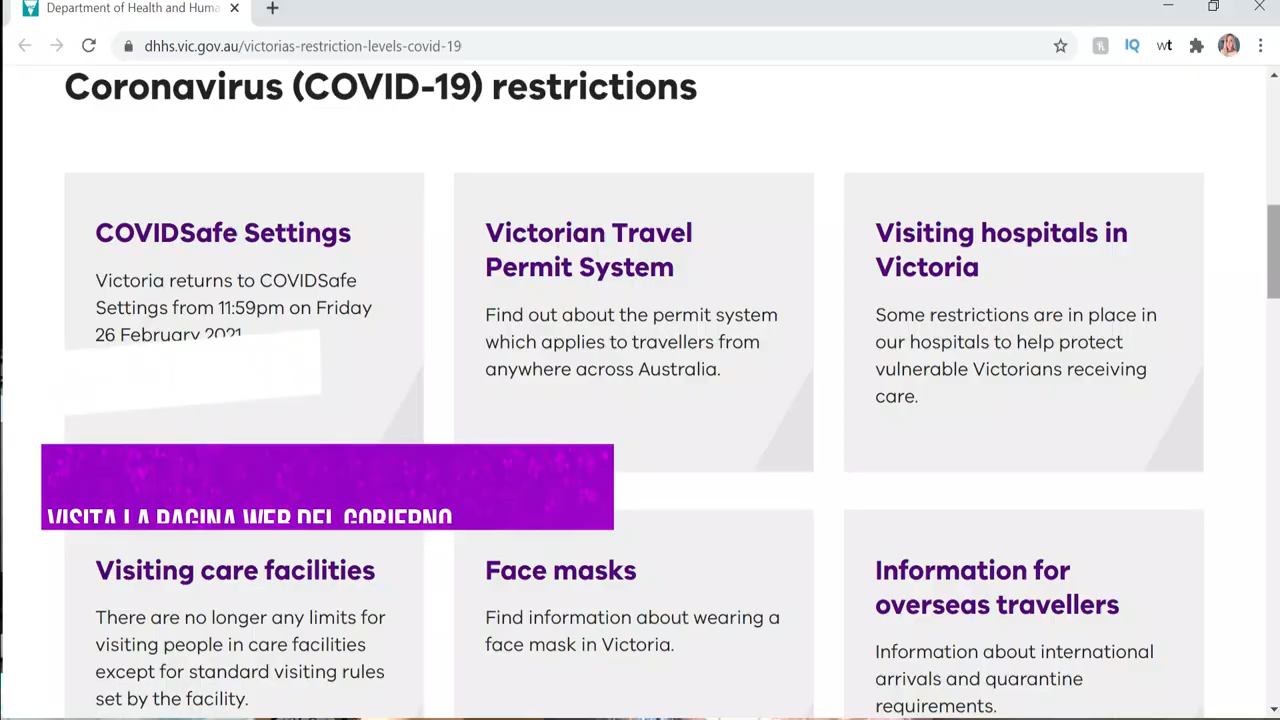 Department of Health and Huma
dhhs.vic.gov.au/victorias-restriction-levels-covid-19
Coronavirus (COVID-19) restrictions
COVIDSafe Settings
Victoria returns to COVIDSafe
Settings from 11:59pm on Friday
26 February 2021
Victorian Travel
Permit System
Find out about the permit system
which applies to travellers from
anywhere across Australia.
Visiting hospitals in
Victoria
Some restrictions are in place in
our hospitals to help protect
vulnerable Victorians receiving
care.
VISITA LA PAGINA WEB DEL GOBIERNO
Visiting care facilities
There are no longer any limits for
visiting people in care facilities
except for standard visiting rules
set by the facility.
Face masks
Find information about wearing a
face mask in Victoria.
Information for
overseas travellers
Information about international
arrivals and quarantine
requirements.
IQ
wt